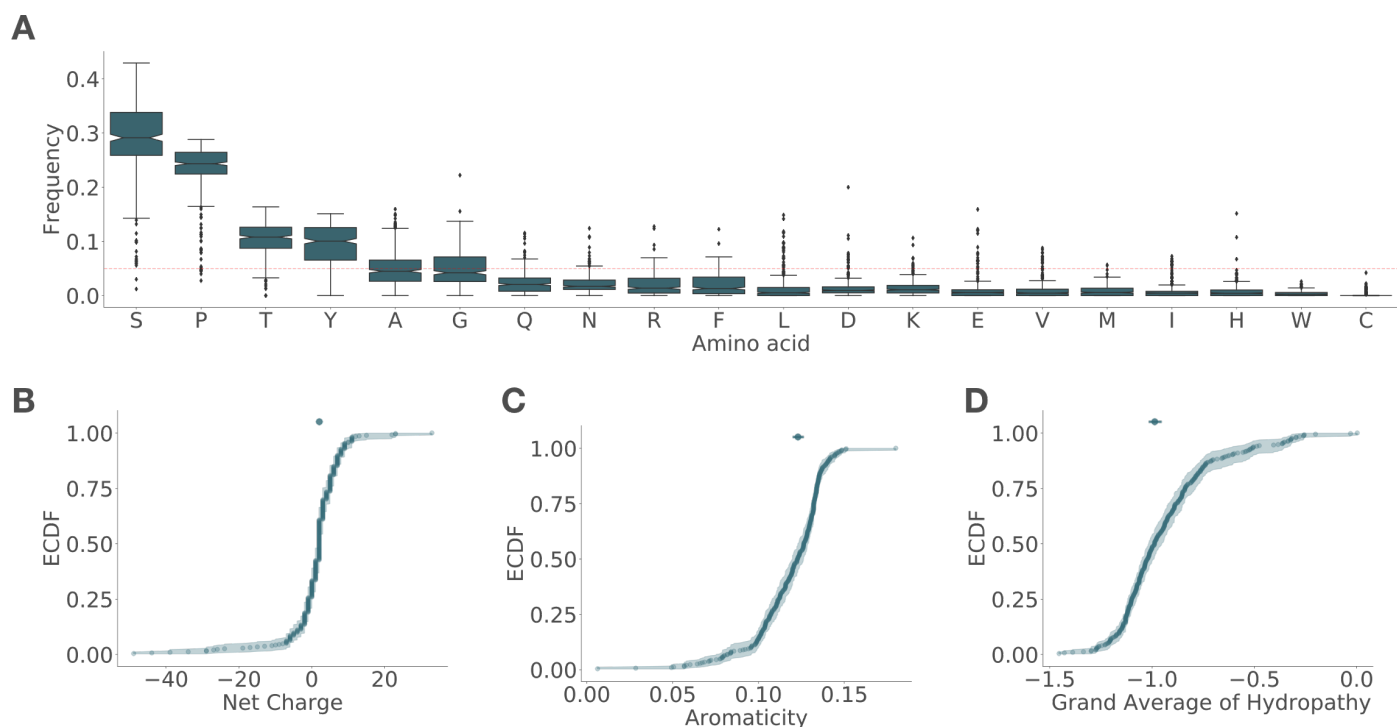 A
Frequency
0.4
0.3
0.2
0.1
0.0
S P T Y A G Q N R F L D K E V M I H W C
Amino acid
B
ECDF
1.00
0.75
0.50
0.25
0.00
−40 −20 0 20
Net Charge
C
ECDF
1.00
0.75
0.50
0.25
0.00
0.00 0.05 0.10 0.15
Aromaticity
D
ECDF
1.00
0.75
0.50
0.25
0.00
−1.5 −1.0 −0.5 0.0
Grand Average of Hydropathy